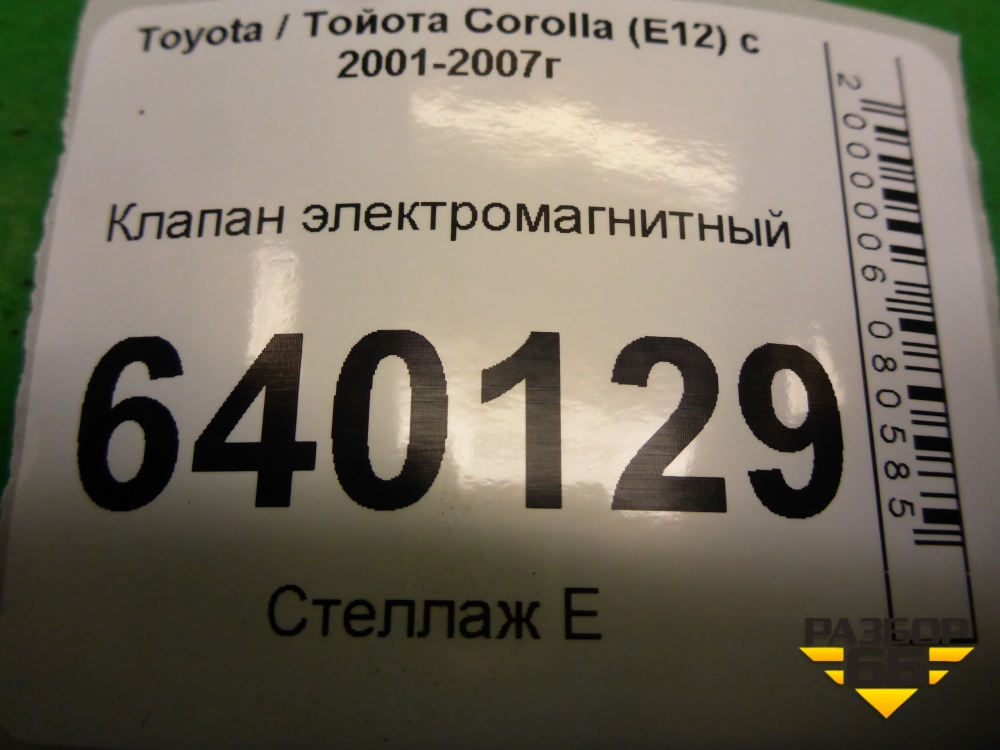 Toyota / Тойота Corolla (E12) с
2001-2007г
Клапан электромагнитный
640129
Стеллаж Е
2000006080585
РАЗБОР
66